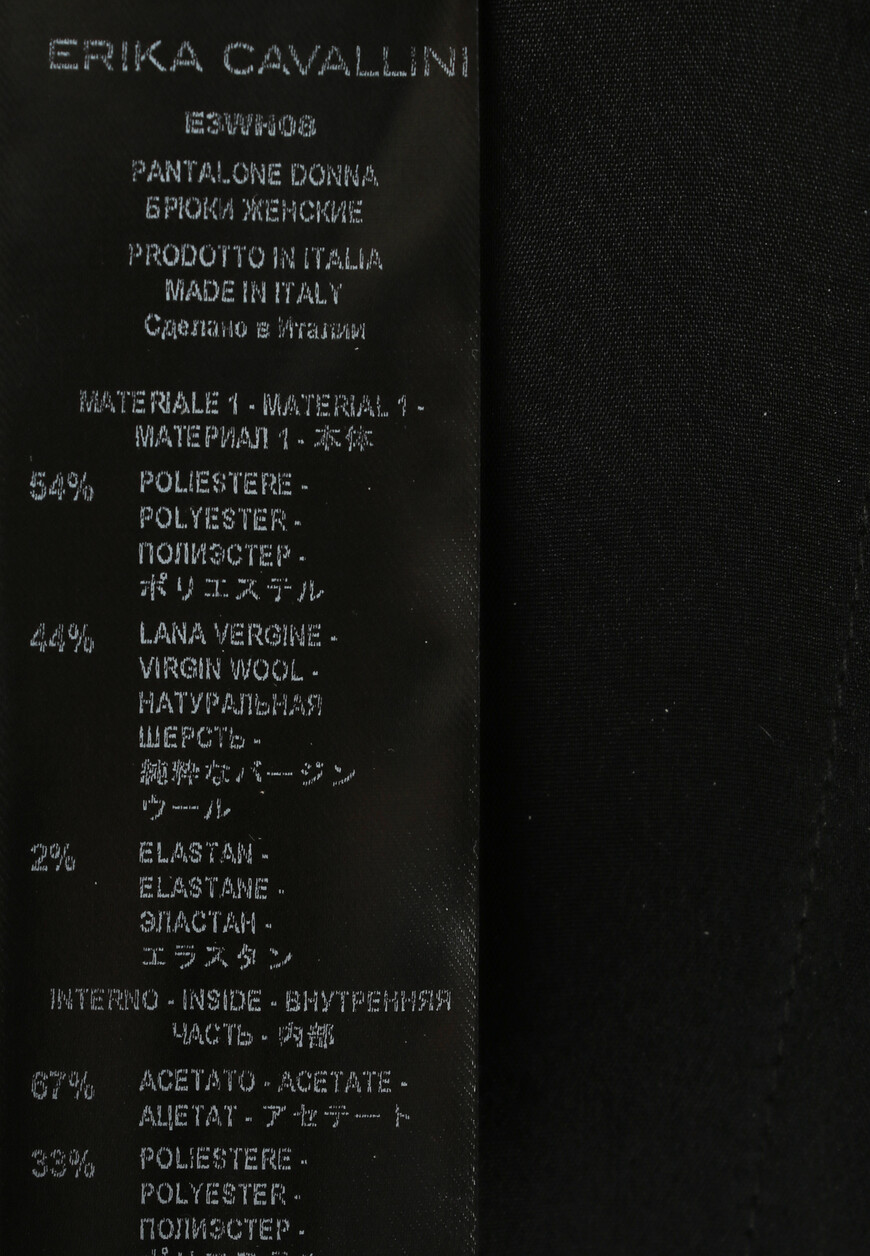 ERIKA CAVALLINI
E3WH08
PANTALONE DONNA
БРЮКИ ЖЕНСКИЕ
PRODOTTO IN ITALIA
MADE IN ITALY
Сделано в Италии
MATERIALE 1 - MATERIAL 1 -
МАТЕРИАЛ 1 - 本体
54% POLIESTERE -
POLYESTER -
ПОЛИЭСТЕР -
ポリエステル
44% LANA VERGINE -
VIRGIN WOOL -
НАТУРАЛЬНАЯ
ШЕРСТЬ -
純粋なバージン
ウール
2% ELASTAN -
ELASTANE -
ЭЛАСТАН -
エラスタン
INTERNO - INSIDE - ВНУТРЕННЯЯ
ЧАСТЬ - 内部
67% ACETATO - ACETATE -
АЦЕТАТ - アセテート
33% POLIESTERE -
POLYESTER -
ПОЛИЭСТЕР -